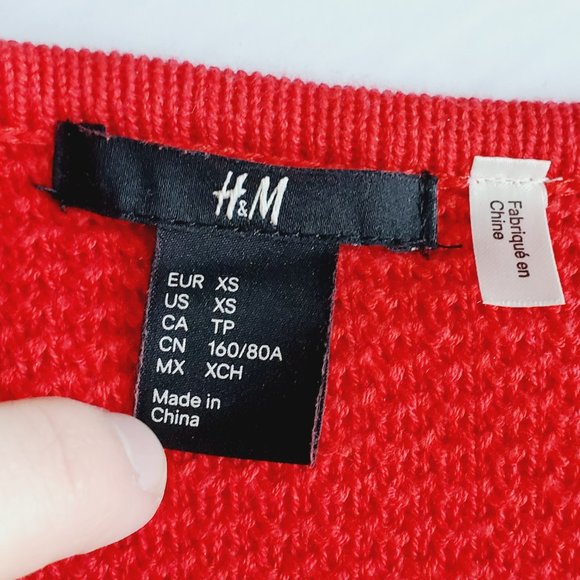 H&M
EUR XS
US XS
CA TP
CN 160/80A
MX XCH
Made in
China
Fabriqué en
Chine